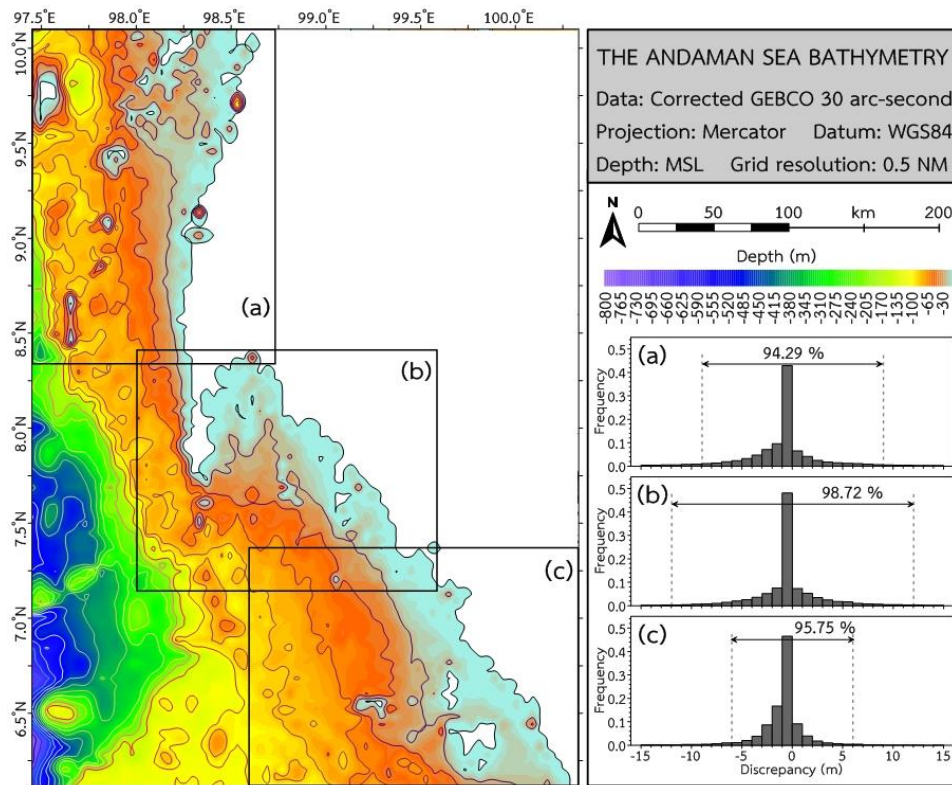 97.5°E 98.0° 98.5° 99.0° 99.5° 100.0°
10.0°N
9.5°N
9.0°N
8.5°N
8.0°N
7.5°N
7.0°N
6.5°N
(a)
(b)
(c)
THE ANDAMAN SEA BATHYMETRY
Data: Corrected GEBCO 30 arc-second
Projection: Mercator Datum: WGS84
Depth: MSL Grid resolution: 0.5 NM
N
0 50 100 km 200
Depth (m)
-800 -765 -730 -695 -660 -625 -590 -555 -520 -485 -450 -415 -380 -345 -310 -275 -240 -205 -170 -135 -100 -65 -30
(a)
94.29 %
Frequency
0.5
0.4
0.3
0.2
0.1
0.0
(b)
98.72 %
Frequency
0.5
0.4
0.3
0.2
0.1
0.0
(c)
95.75 %
Frequency
0.5
0.4
0.3
0.2
0.1
0.0
-15 -10 -5 0 5 10 15
Discrepancy (m)